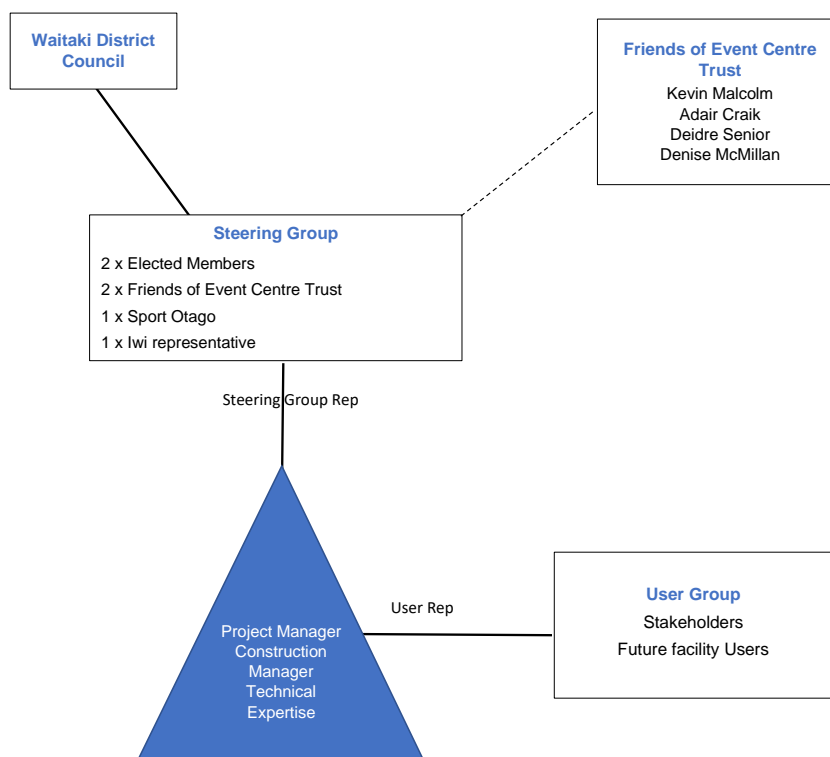 Waitaki District
Council
Friends of Event Centre
Trust
Kevin Malcolm
Adair Craik
Deidre Senior
Denise McMillan
Steering Group
2 x Elected Members
2 x Friends of Event Centre Trust
1 x Sport Otago
1 x Iwi representative
Steering Group Rep
User Rep
User Group
Stakeholders
Future facility Users
Project Manager
Construction
Manager
Technical
Expertise